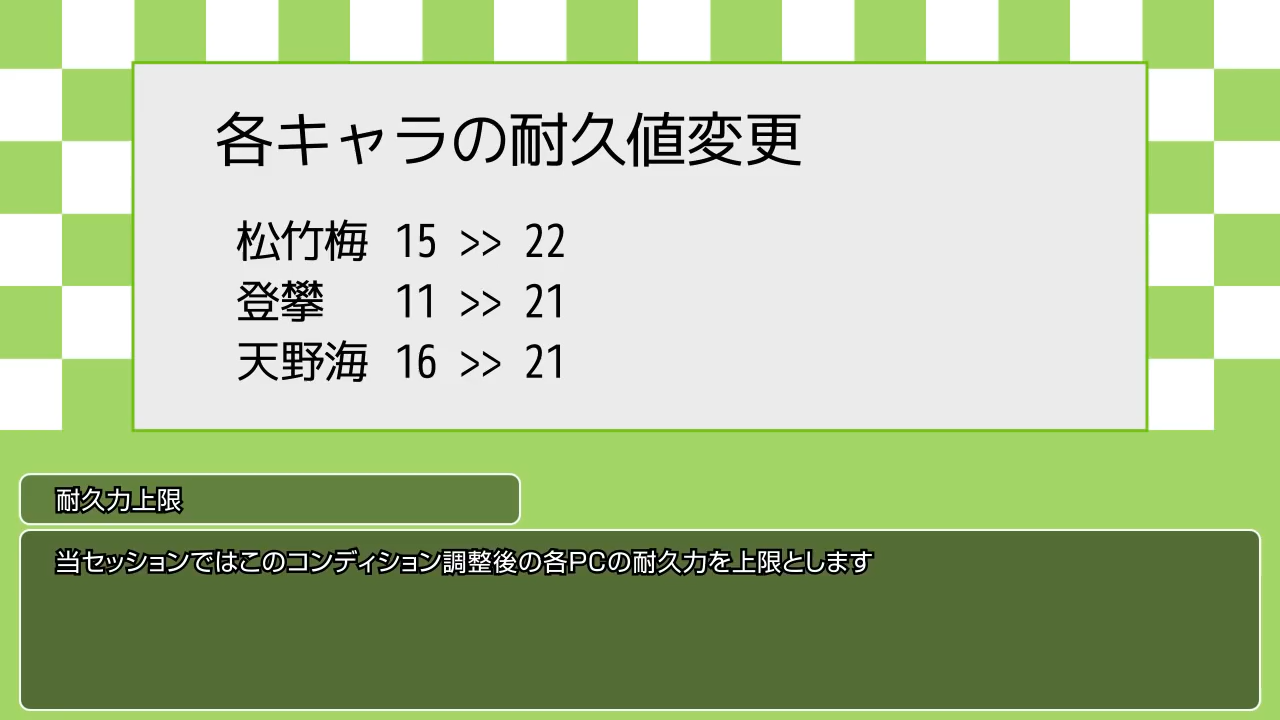 各キャラの耐久値変更
松竹梅 15 >> 22
登攀 11 >> 21
天野海 16 >> 21
耐久力上限
当セッションではこのコンディション調整後の各PCの耐久力を上限とします